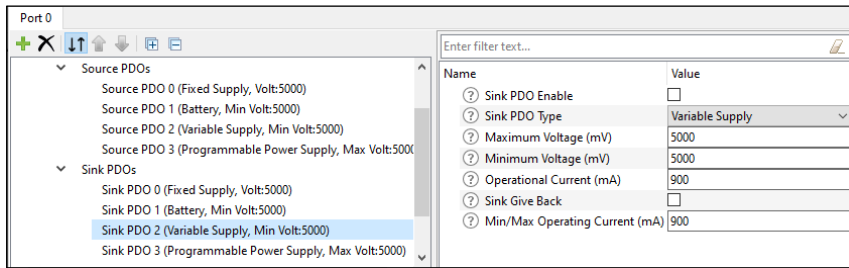 Port 0
Source PDOs
Source PDO 0 (Fixed Supply, Volt:5000)
Source PDO 1 (Battery, Min Volt:5000)
Source PDO 2 (Variable Supply, Min Volt:5000)
Source PDO 3 (Programmable Power Supply, Max Volt:5000
Sink PDOs
Sink PDO 0 (Fixed Supply, Volt:5000)
Sink PDO 1 (Battery, Min Volt:5000)
Sink PDO 2 (Variable Supply, Min Volt:5000)
Sink PDO 3 (Programmable Power Supply, Max Volt:5000)
Enter filter text...
Name Value
? Sink PDO Enable
? Sink PDO Type Variable Supply
? Maximum Voltage (mV) 5000
? Minimum Voltage (mV) 5000
? Operational Current (mA) 900
? Sink Give Back
? Min/Max Operating Current (mA) 900